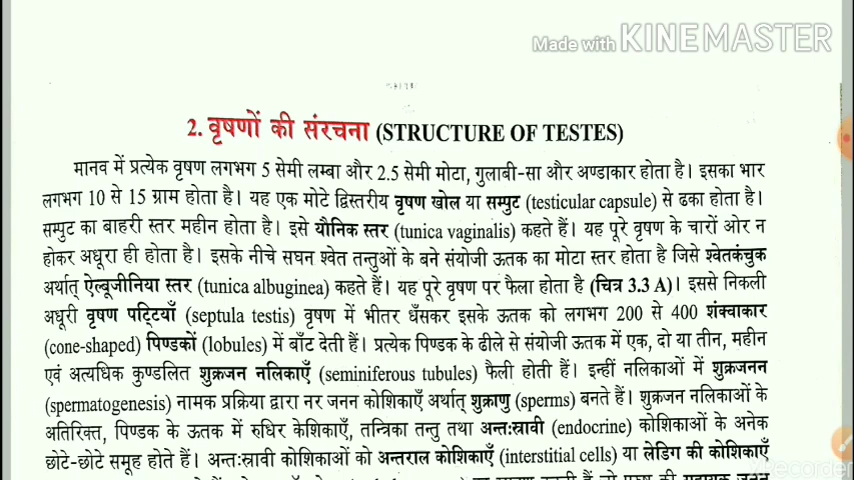 Made with KINEMASTER
2. वृषणों की संरचना (STRUCTURE OF TESTES)
मानव में प्रत्येक वृषण लगभग 5 सेमी लम्बा और 2.5 सेमी मोटा, गुलाबी-सा और अण्डाकार होता है। इसका भार
लगभग 10 से 15 ग्राम होता है। यह एक मोटे द्विस्तरीय वृषण खोल या सम्पुट (testicular capsule) से ढका होता है।
सम्पुट का बाहरी स्तर महीन होता है। इसे यौनिक स्तर (tunica vaginalis) कहते हैं। यह पूरे वृषण के चारों ओर न
होकर अधूरा ही होता है। इसके नीचे सघन श्वेत तन्तुओं के बने संयोजी ऊतक का मोटा स्तर होता है जिसे श्वेतकंचुक
अर्थात् ऐल्बूजीनिया स्तर (tunica albuginea) कहते हैं। यह पूरे वृषण पर फैला होता है (चित्र 3.3 A)। इससे निकली
अधूरी वृषण पट्टियाँ (septula testis) वृषण में भीतर धँसकर इसके ऊतक को लगभग 200 से 400 शंक्वाकार
(cone-shaped) पिण्डकों (lobules) में बाँट देती हैं। प्रत्येक पिण्डक के ढीले से संयोजी ऊतक में एक, दो या तीन, महीन
एवं अत्यधिक कुण्डलित शुक्रजन नलिकाएँ (seminiferous tubules) फैली होती हैं। इन्हीं नलिकाओं में शुक्रजनन
(spermatogenesis) नामक प्रक्रिया द्वारा नर जनन कोशिकाएँ अर्थात् शुक्राणु (sperms) बनते हैं। शुक्रजन नलिकाओं के
अतिरिक्त, पिण्डक के ऊतक में रुधिर केशिकाएँ, तन्त्रिका तन्तु तथा अन्तःस्रावी (endocrine) कोशिकाओं के अनेक
छोटे-छोटे समूह होते हैं। अन्तःस्रावी कोशिकाओं को अन्तराल कोशिकाएँ (interstitial cells) या लेडिग की कोशिकाएँ
XRecorder